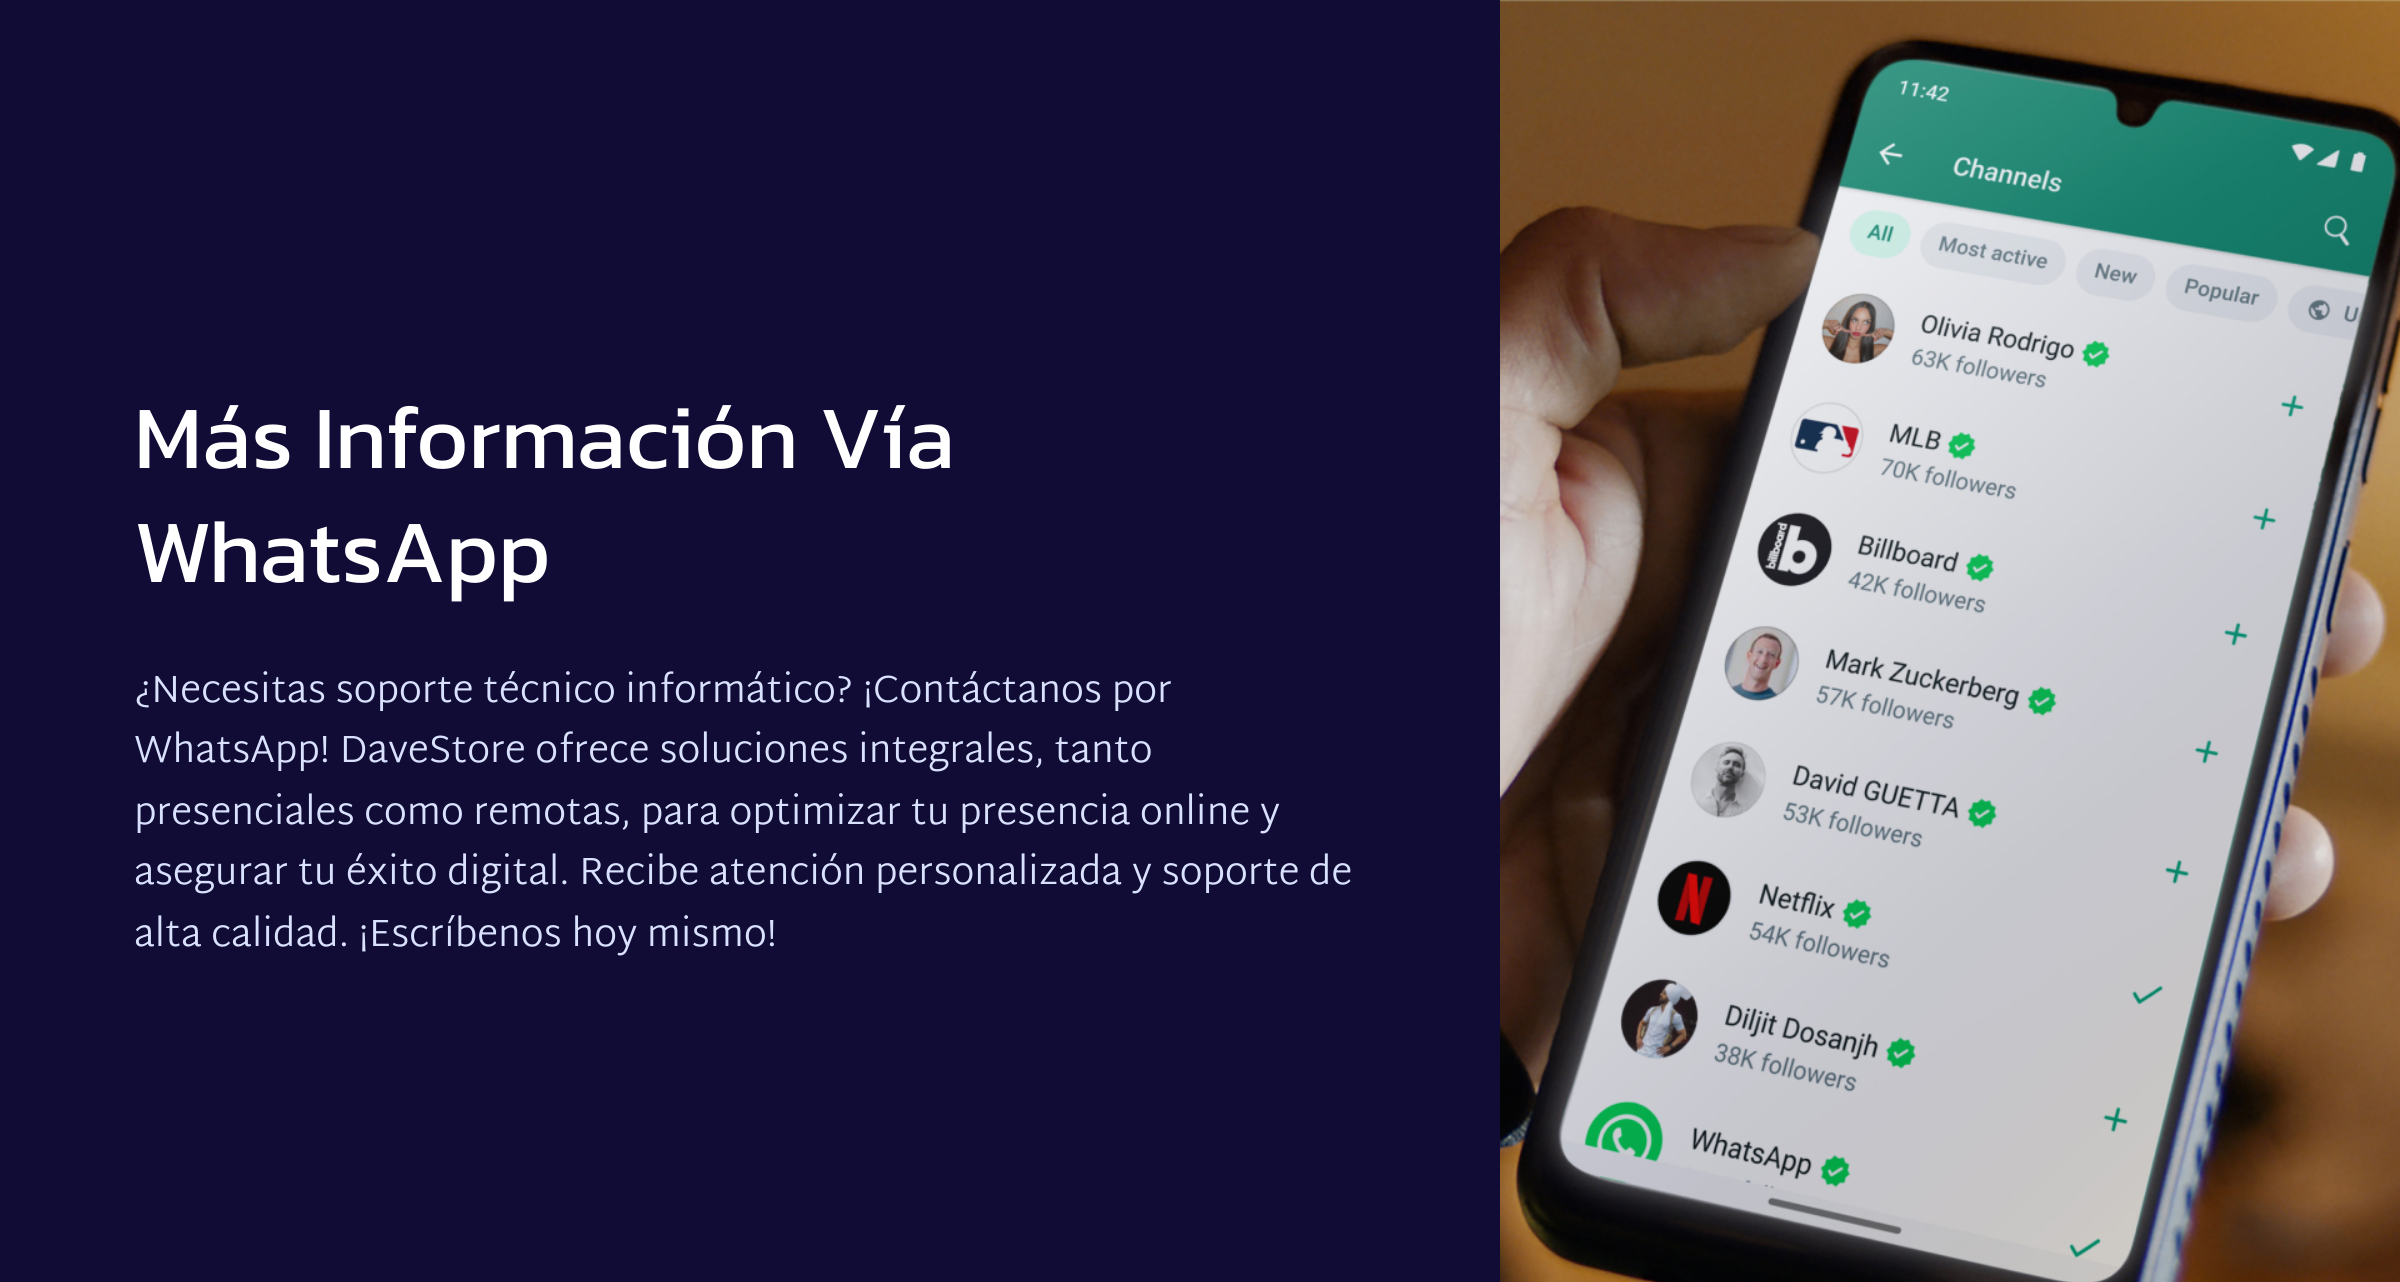 Más Información Vía
WhatsApp
¿Necesitas soporte técnico informático? ¡Contáctanos por
WhatsApp! DaveStore ofrece soluciones integrales, tanto
presenciales como remotas, para optimizar tu presencia online y
asegurar tu éxito digital. Recibe atención personalizada y soporte de
alta calidad. ¡Escríbenos hoy mismo!
11:42
Channels
All Most active New Popular U
Olivia Rodrigo
63K followers
MLB
70K followers
billboard b
Billboard
42K followers
Mark Zuckerberg
57K followers
David GUETTA
53K followers
N
Netflix
54K followers
Diljit Dosanjh
38K followers
WhatsApp